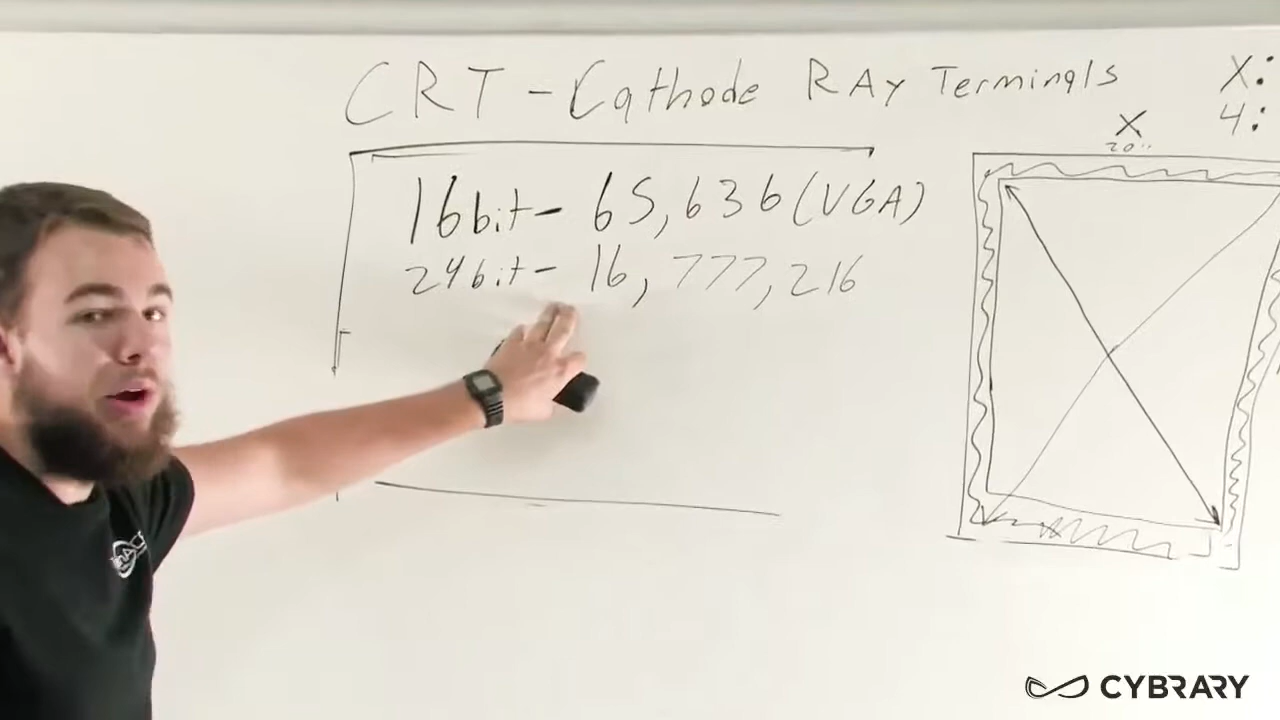 CRT - Cathode RAy Terminals
16bit - 65,636 (VGA)
24bit - 16,777,216
X:
4:
X
20"
CYBRARY